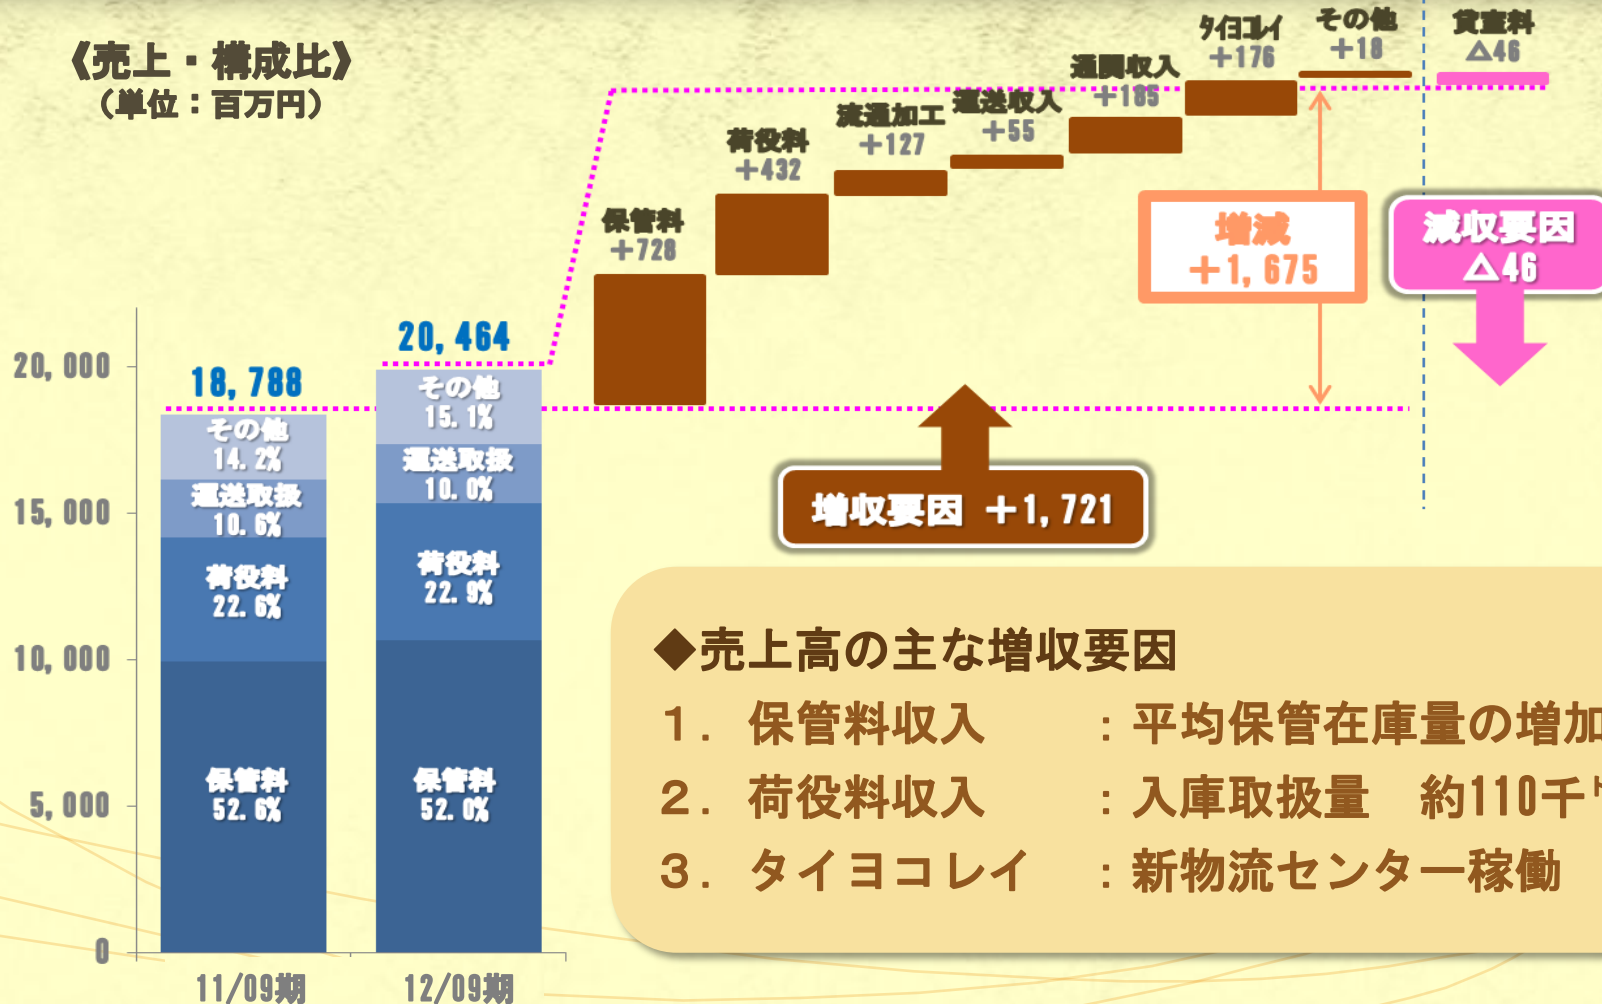 《売上・構成比》
（単位：百万円）
保管料
＋728
荷役料
＋432
流通加工
＋127
運送収入
＋55
通関収入
＋185
ﾀｲﾖｺﾚｲ
＋176
その他
＋18
賃貸料
△46
増減
＋1,675
減収要因
△46
増収要因 ＋1,721
20,000
15,000
10,000
5,000
0
18,788
その他
14.2%
運送取扱
10.6%
荷役料
22.6%
保管料
52.6%
11/09期
20,464
その他
15.1%
運送取扱
10.0%
荷役料
22.9%
保管料
52.0%
12/09期
◆売上高の主な増収要因
１．保管料収入　：平均保管在庫量の増加
２．荷役料収入　：入庫取扱量　約110千ﾄ
３．タイヨコレイ　：新物流センター稼働